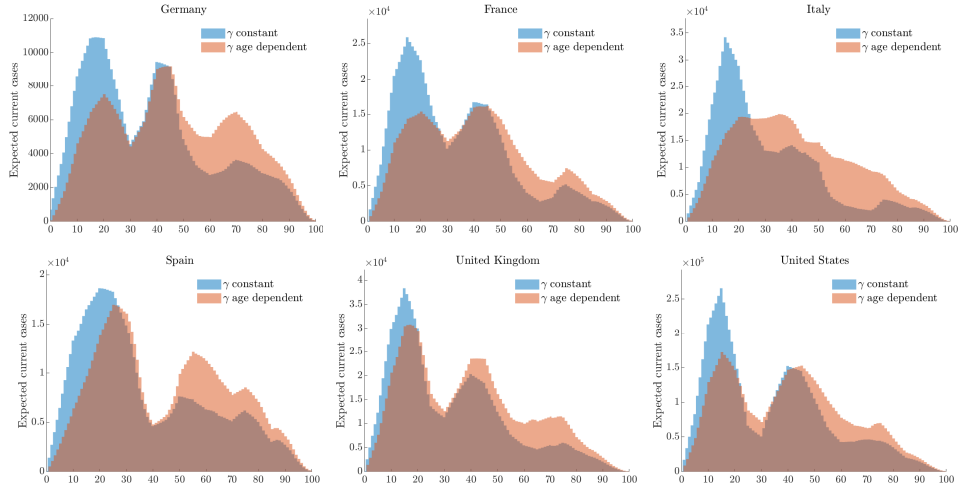 Germany
Expected current cases
12000
10000
8000
6000
4000
2000
0
γ constant
γ age dependent
0 10 20 30 40 50 60 70 80 90 100
France
×10⁴
Expected current cases
2.5
2
1.5
1
0.5
0
γ constant
γ age dependent
0 10 20 30 40 50 60 70 80 90 100
Italy
×10⁴
Expected current cases
3.5
3
2.5
2
1.5
1
0.5
0
γ constant
γ age dependent
0 10 20 30 40 50 60 70 80 90 100
Spain
×10⁴
Expected current cases
2
1.5
1
0.5
0
γ constant
γ age dependent
0 10 20 30 40 50 60 70 80 90 100
United Kingdom
×10⁴
Expected current cases
4
3.5
3
2.5
2
1.5
1
0.5
0
γ constant
γ age dependent
0 10 20 30 40 50 60 70 80 90 100
United States
×10⁵
Expected current cases
2.5
2
1.5
1
0.5
0
γ constant
γ age dependent
0 10 20 30 40 50 60 70 80 90 100